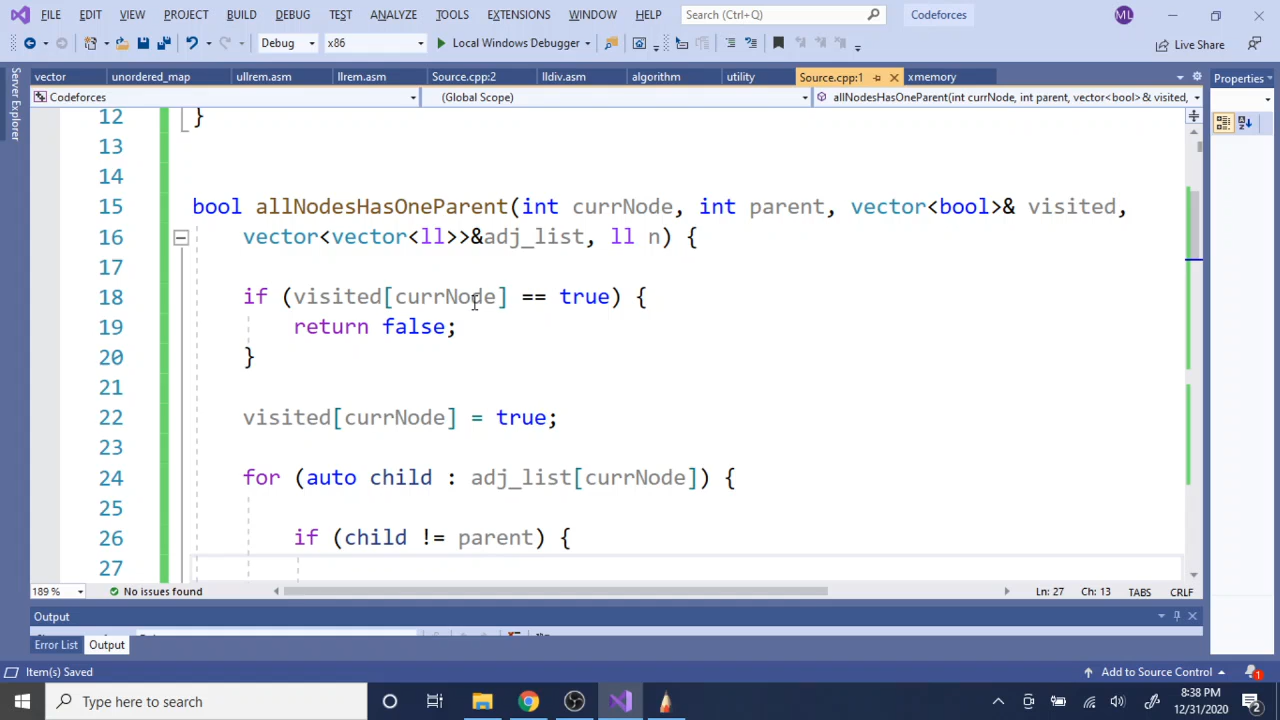 FILE EDIT VIEW PROJECT BUILD DEBUG TEST ANALYZE TOOLS EXTENSIONS WINDOW HELP Search (Ctrl+Q) Codeforces ML
Debug x86 Local Windows Debugger Live Share
vector unordered_map ullrem.asm llrem.asm Source.cpp:2 lldiv.asm algorithm utility Source.cpp:1 xmemory
Codeforces (Global Scope) allNodesHasOneParent(int currNode, int parent, vector<bool>& visited,
Server Explorer
Properties
12 }
13
14
15 bool allNodesHasOneParent(int currNode, int parent, vector<bool>& visited,
16 vector<vector<ll>>&adj_list, ll n) {
17
18 if (visited[currNode] == true) {
19 return false;
20 }
21
22 visited[currNode] = true;
23
24 for (auto child : adj_list[currNode]) {
25
26 if (child != parent) {
27
189 % No issues found Ln: 27 Ch: 13 TABS CRLF
Output
Error List Output
Item(s) Saved Add to Source Control 1
Type here to search 8:38 PM
12/31/2020 2